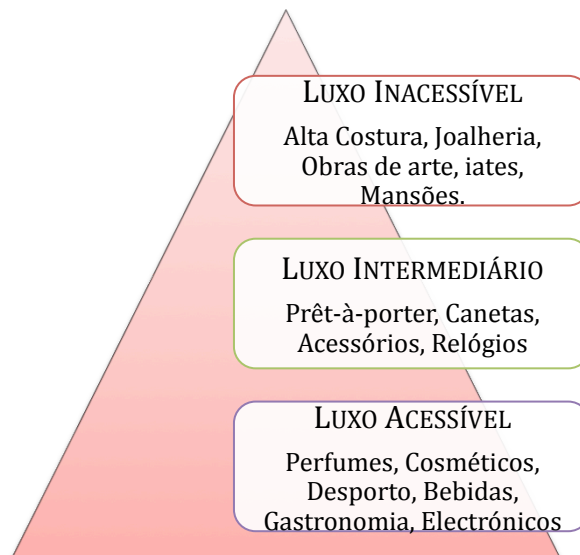 LUXO INACESSÍVEL
Alta Costura, Joalheria,
Obras de arte, iates,
Mansões.
LUXO INTERMEDIÁRIO
Prêt-à-porter, Canetas,
Acessórios, Relógios
LUXO ACESSÍVEL
Perfumes, Cosméticos,
Desporto, Bebidas,
Gastronomia, Electrónicos